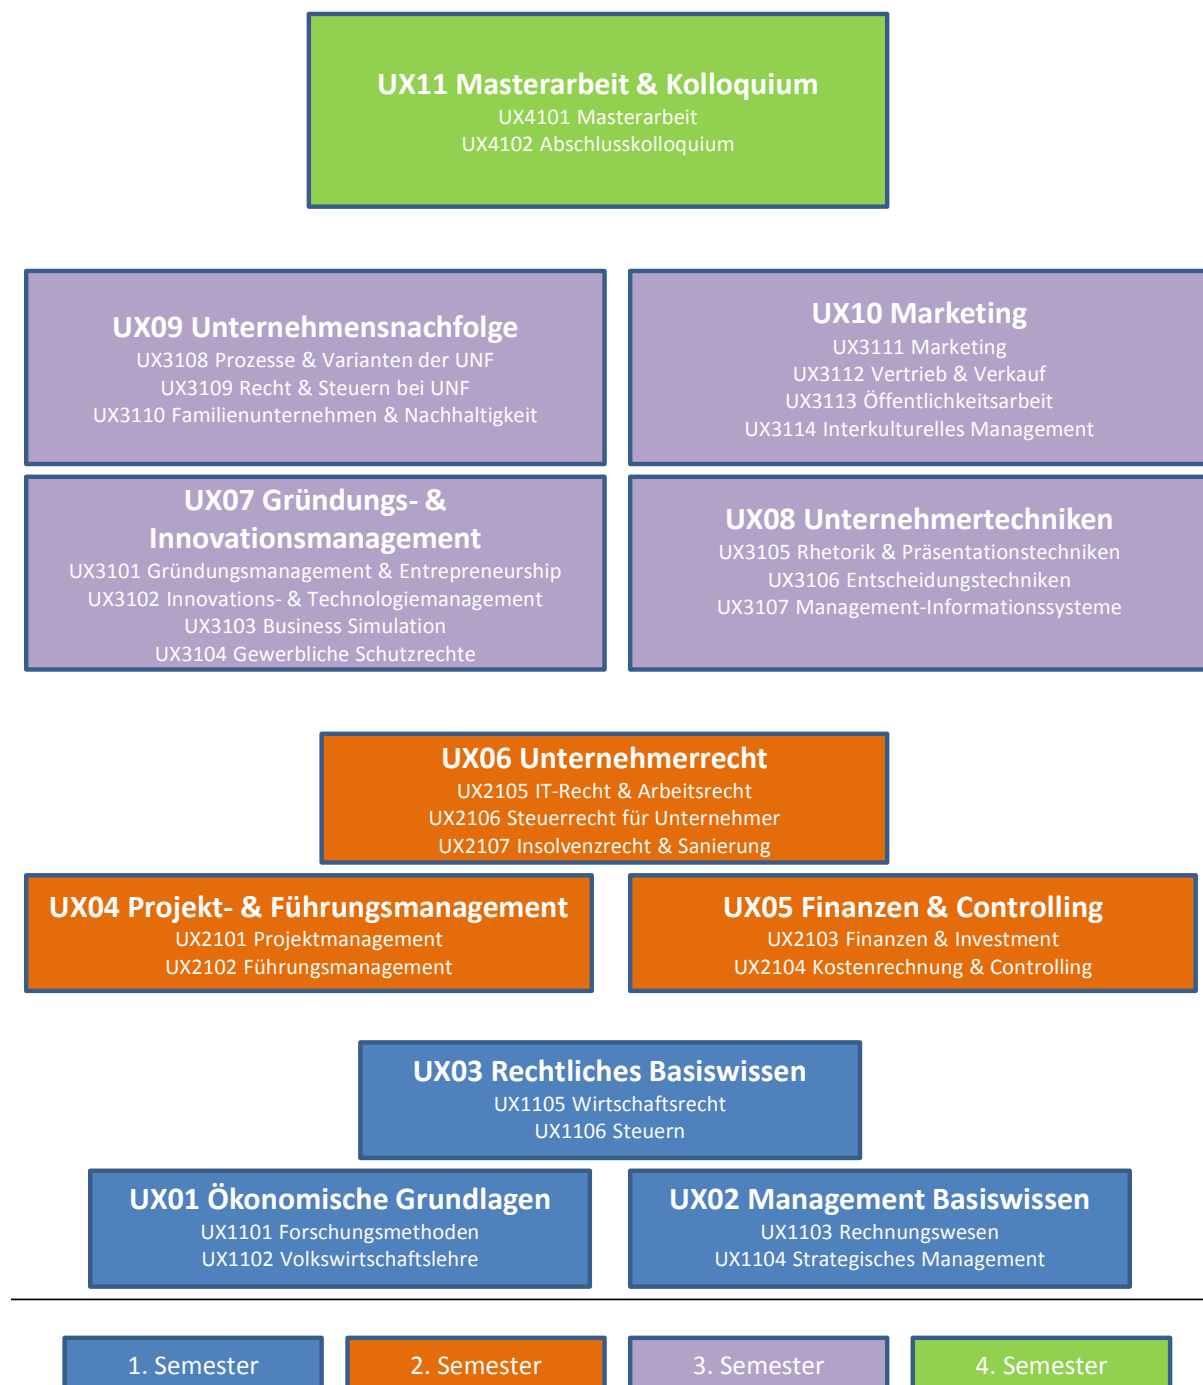 UX11 Masterarbeit & Kolloquium
UX4101 Masterarbeit
UX4102 Abschlusskolloquium
UX09 Unternehmensnachfolge
UX3108 Prozesse & Varianten der UNF
UX3109 Recht & Steuern bei UNF
UX3110 Familienunternehmen & Nachhaltigkeit
UX10 Marketing
UX3111 Marketing
UX3112 Vertrieb & Verkauf
UX3113 Öffentlichkeitsarbeit
UX3114 Interkulturelles Management
UX07 Gründungs- &
Innovationsmanagement
UX3101 Gründungsmanagement & Entrepreneurship
UX3102 Innovations- & Technologiemanagement
UX3103 Business Simulation
UX3104 Gewerbliche Schutzrechte
UX08 Unternehmertechniken
UX3105 Rhetorik & Präsentationstechniken
UX3106 Entscheidungstechniken
UX3107 Management-Informationssysteme
UX06 Unternehmerrecht
UX2105 IT-Recht & Arbeitsrecht
UX2106 Steuerrecht für Unternehmer
UX2107 Insolvenzrecht & Sanierung
UX04 Projekt- & Führungsmanagement
UX2101 Projektmanagement
UX2102 Führungsmanagement
UX05 Finanzen & Controlling
UX2103 Finanzen & Investment
UX2104 Kostenrechnung & Controlling
UX03 Rechtliches Basiswissen
UX1105 Wirtschaftsrecht
UX1106 Steuern
UX01 Ökonomische Grundlagen
UX1101 Forschungsmethoden
UX1102 Volkswirtschaftslehre
UX02 Management Basiswissen
UX1103 Rechnungswesen
UX1104 Strategisches Management
1. Semester
2. Semester
3. Semester
4. Semester